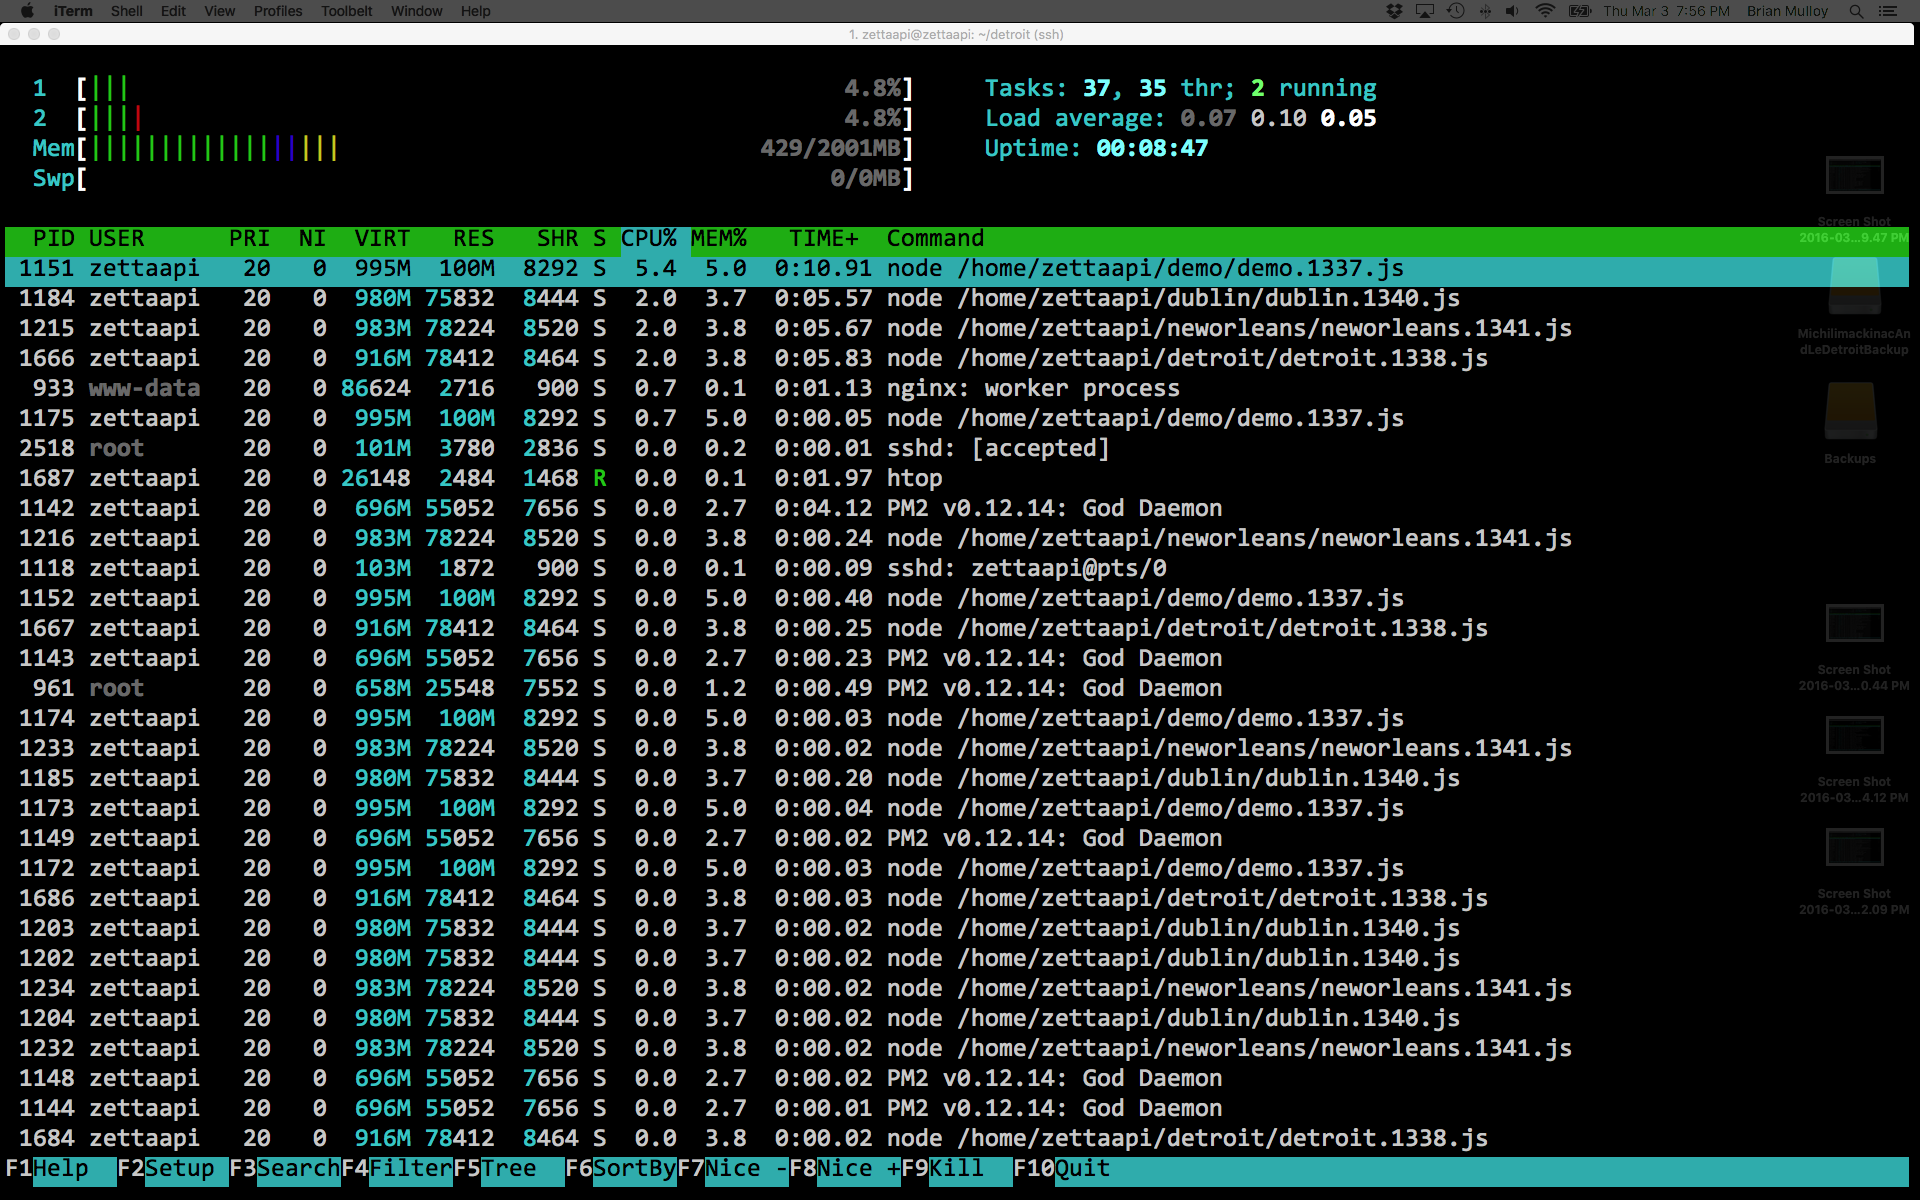 iTerm Shell Edit View Profiles Toolbelt Window Help Thu Mar 3 7:56 PM Brian Mulloy
1. zettaapi@zettaapi: ~/detroit (ssh)
1 [||| 4.8%] Tasks: 37, 35 thr; 2 running
2 [|||| 4.8%] Load average: 0.07 0.10 0.05
Mem[|||||||||||||||||| 429/2001MB] Uptime: 00:08:47
Swp[ 0/0MB]
PID USER PRI NI VIRT RES SHR S CPU% MEM% TIME+ Command
1151 zettaapi 20 0 995M 100M 8292 S 5.4 5.0 0:10.91 node /home/zettaapi/demo/demo.1337.js
1184 zettaapi 20 0 980M 75832 8444 S 2.0 3.7 0:05.57 node /home/zettaapi/dublin/dublin.1340.js
1215 zettaapi 20 0 983M 78224 8520 S 2.0 3.8 0:05.67 node /home/zettaapi/neworleans/neworleans.1341.js
1666 zettaapi 20 0 916M 78412 8464 S 2.0 3.8 0:05.83 node /home/zettaapi/detroit/detroit.1338.js
933 www-data 20 0 86624 2716 900 S 0.7 0.1 0:01.13 nginx: worker process
1175 zettaapi 20 0 995M 100M 8292 S 0.7 5.0 0:00.05 node /home/zettaapi/demo/demo.1337.js
2518 root 20 0 101M 3780 2836 S 0.0 0.2 0:00.01 sshd: [accepted]
1687 zettaapi 20 0 26148 2484 1468 R 0.0 0.1 0:01.97 htop
1142 zettaapi 20 0 696M 55052 7656 S 0.0 2.7 0:04.12 PM2 v0.12.14: God Daemon
1216 zettaapi 20 0 983M 78224 8520 S 0.0 3.8 0:00.24 node /home/zettaapi/neworleans/neworleans.1341.js
1118 zettaapi 20 0 103M 1872 900 S 0.0 0.1 0:00.09 sshd: zettaapi@pts/0
1152 zettaapi 20 0 995M 100M 8292 S 0.0 5.0 0:00.40 node /home/zettaapi/demo/demo.1337.js
1667 zettaapi 20 0 916M 78412 8464 S 0.0 3.8 0:00.25 node /home/zettaapi/detroit/detroit.1338.js
1143 zettaapi 20 0 696M 55052 7656 S 0.0 2.7 0:00.23 PM2 v0.12.14: God Daemon
961 root 20 0 658M 25548 7552 S 0.0 1.2 0:00.49 PM2 v0.12.14: God Daemon
1174 zettaapi 20 0 995M 100M 8292 S 0.0 5.0 0:00.03 node /home/zettaapi/demo/demo.1337.js
1233 zettaapi 20 0 983M 78224 8520 S 0.0 3.8 0:00.02 node /home/zettaapi/neworleans/neworleans.1341.js
1185 zettaapi 20 0 980M 75832 8444 S 0.0 3.7 0:00.20 node /home/zettaapi/dublin/dublin.1340.js
1173 zettaapi 20 0 995M 100M 8292 S 0.0 5.0 0:00.04 node /home/zettaapi/demo/demo.1337.js
1149 zettaapi 20 0 696M 55052 7656 S 0.0 2.7 0:00.02 PM2 v0.12.14: God Daemon
1172 zettaapi 20 0 995M 100M 8292 S 0.0 5.0 0:00.03 node /home/zettaapi/demo/demo.1337.js
1686 zettaapi 20 0 916M 78412 8464 S 0.0 3.8 0:00.03 node /home/zettaapi/detroit/detroit.1338.js
1203 zettaapi 20 0 980M 75832 8444 S 0.0 3.7 0:00.02 node /home/zettaapi/dublin/dublin.1340.js
1202 zettaapi 20 0 980M 75832 8444 S 0.0 3.7 0:00.02 node /home/zettaapi/dublin/dublin.1340.js
1234 zettaapi 20 0 983M 78224 8520 S 0.0 3.8 0:00.02 node /home/zettaapi/neworleans/neworleans.1341.js
1204 zettaapi 20 0 980M 75832 8444 S 0.0 3.7 0:00.02 node /home/zettaapi/dublin/dublin.1340.js
1232 zettaapi 20 0 983M 78224 8520 S 0.0 3.8 0:00.02 node /home/zettaapi/neworleans/neworleans.1341.js
1148 zettaapi 20 0 696M 55052 7656 S 0.0 2.7 0:00.02 PM2 v0.12.14: God Daemon
1144 zettaapi 20 0 696M 55052 7656 S 0.0 2.7 0:00.01 PM2 v0.12.14: God Daemon
1684 zettaapi 20 0 916M 78412 8464 S 0.0 3.8 0:00.02 node /home/zettaapi/detroit/detroit.1338.js
F1Help F2Setup F3SearchF4FilterF5Tree F6SortByF7Nice -F8Nice +F9Kill F10Quit
Screen Shot
2016-03...9.47 PM
MichilimackinacAn
dLeDetroitBackup
Backups
Screen Shot
2016-03...0.44 PM
Screen Shot
2016-03...4.12 PM
Screen Shot
2016-03...2.09 PM